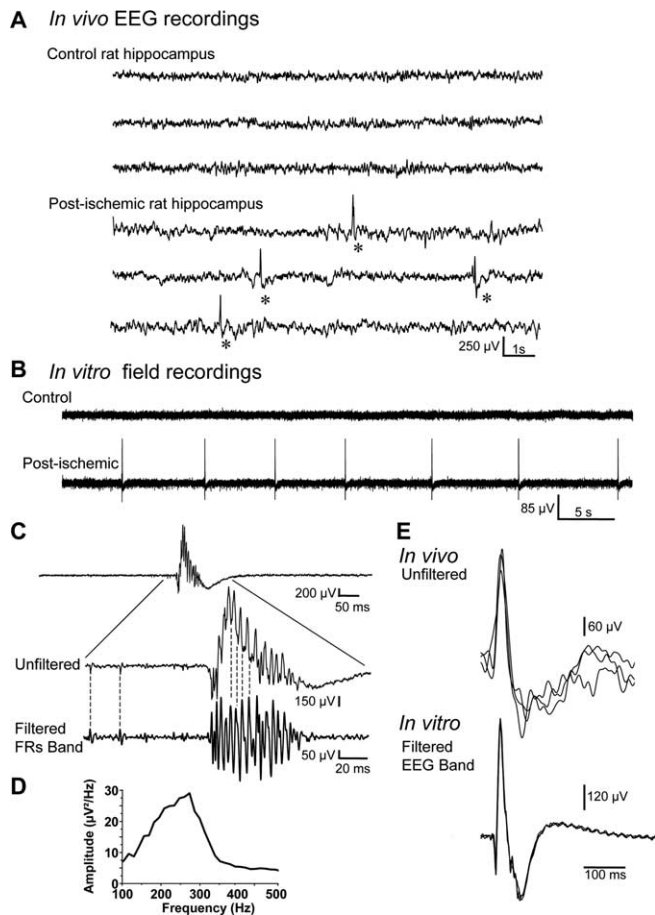 A In vivo EEG recordings
Control rat hippocampus
Post-ischemic rat hippocampus
*
* *
*
250 µV 1s
B In vitro field recordings
Control
Post-ischemic
85 µV 5 s
C
200 µV 50 ms
Unfiltered
150 µV
Filtered
FRs Band
50 µV
20 ms
D
Amplitude (µV²/Hz)
30
20
10
0
100 200 300 400 500
Frequency (Hz)
E
In vivo
Unfiltered
60 µV
In vitro
Filtered
EEG Band
120 µV
100 ms